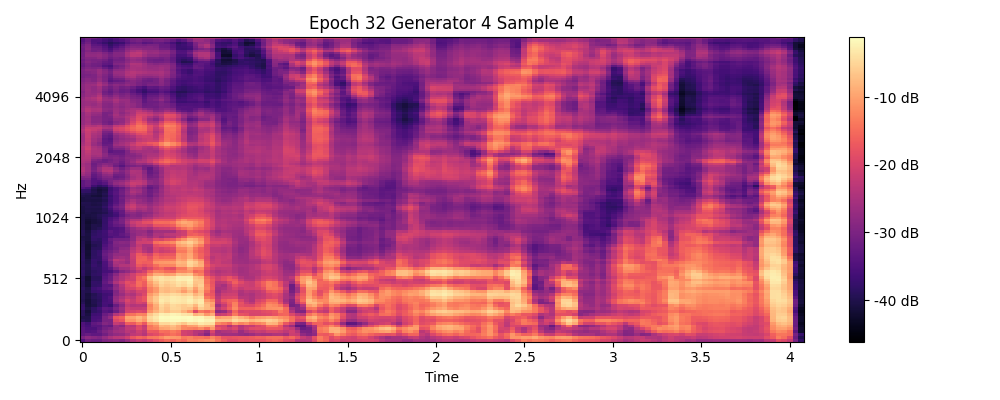 Epoch 32 Generator 4 Sample 4
Hz
4096
2048
1024
512
0
0 0.5 1 1.5 2 2.5 3 3.5 4
Time
-10 dB
-20 dB
-30 dB
-40 dB